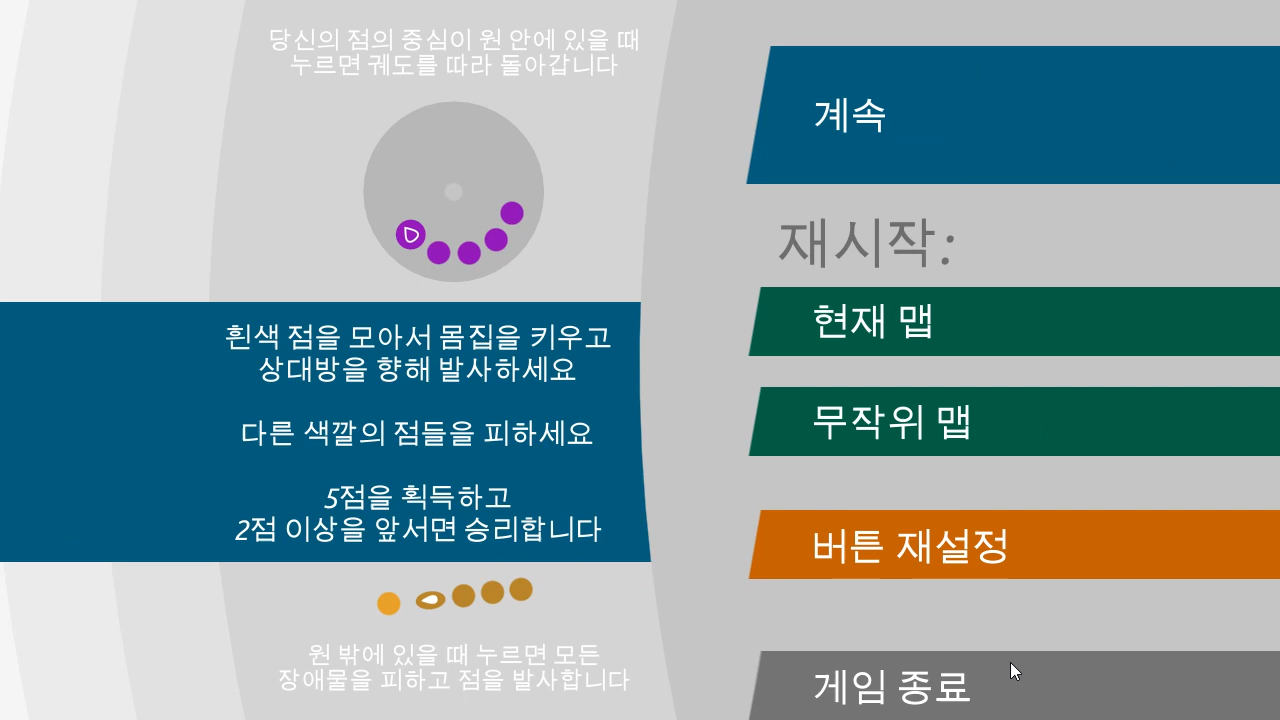 당신의 점의 중심이 원 안에 있을 때
누르면 궤도를 따라 돌아갑니다
흰색 점을 모아서 몸집을 키우고
상대방을 향해 발사하세요
다른 색깔의 점들을 피하세요
5점을 획득하고
2점 이상을 앞서면 승리합니다
원 밖에 있을 때 누르면 모든
장애물을 피하고 점을 발사합니다
계속
재시작:
현재 맵
무작위 맵
버튼 재설정
게임 종료